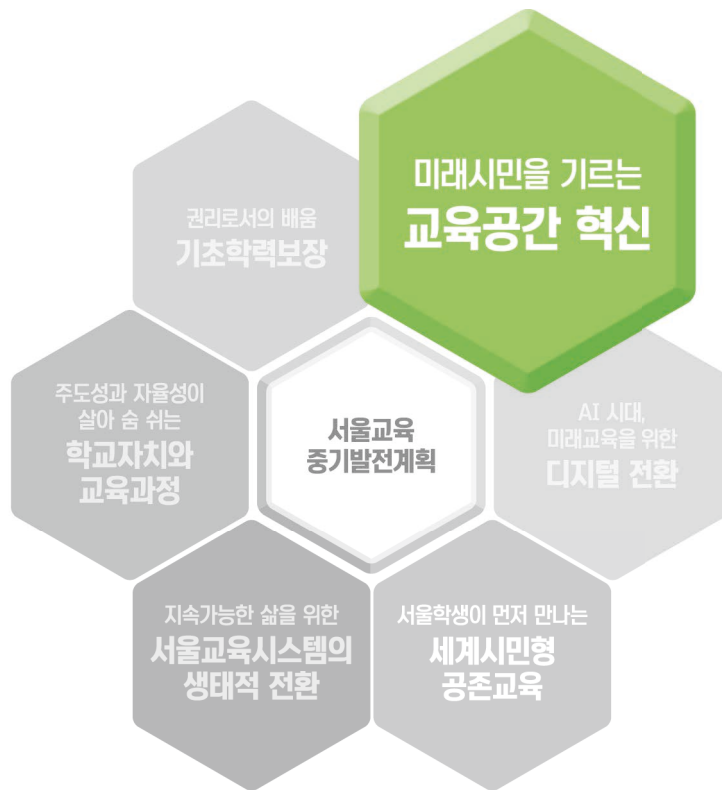 미래시민을 기르는
교육공간 혁신
권리로서의 배움
기초학력보장
주도성과 자율성이
살아 숨 쉬는
학교자치와
교육과정
서울교육
중기발전계획
AI 시대,
미래교육을 위한
디지털 전환
지속가능한 삶을 위한
서울교육시스템의
생태적 전환
서울학생이 먼저 만나는
세계시민형
공존교육